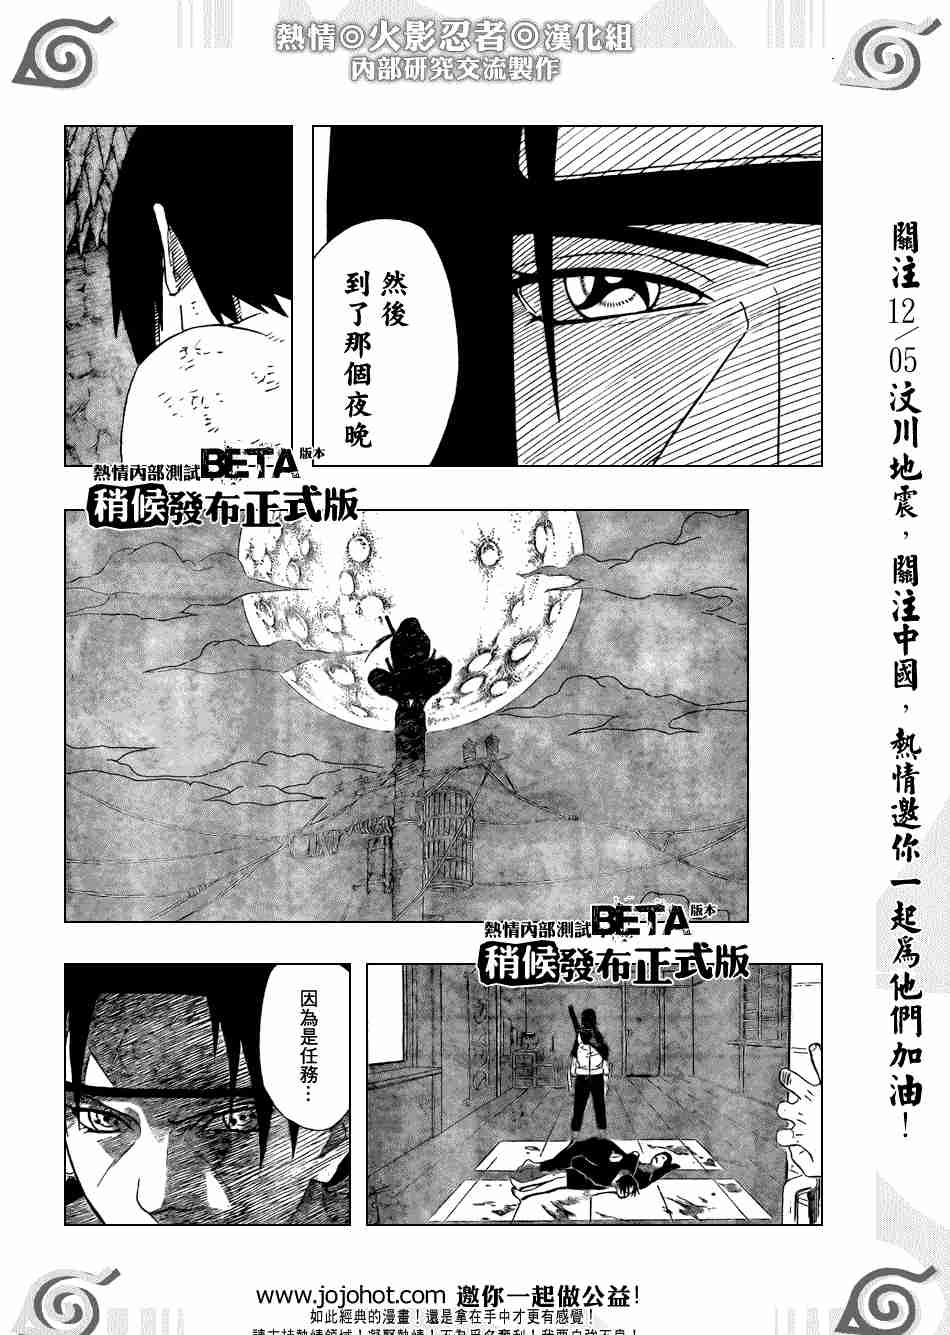 熱情◎火影忍者◎漢化組
內部研究交流製作
然後
到了那個夜晚
熱情內部測試BETA版本
稍候發布正式版
熱情內部測試BETA版本
稍候發布正式版
因為是任務…
關注12/05汶川地震，關注中國，熱情邀你一起為他們加油！
www.jojohot.com 邀你一起做公益!
如此經典的漫畫！還是拿在手中才更有感覺！